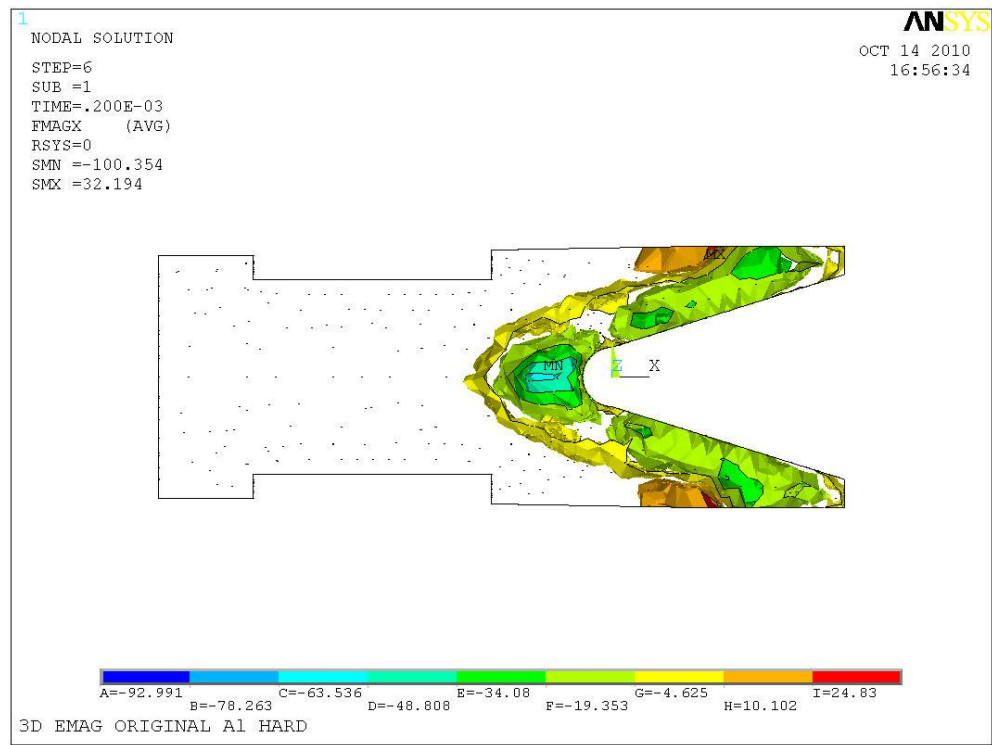 1
ANSYS
NODAL SOLUTION
OCT 14 2010
16:56:34
STEP=6
SUB =1
TIME=.200E-03
FMAGX (AVG)
RSYS=0
SMN =-100.354
SMX =32.194
MX
MN
Z
X
A=-92.991 C=-63.536 E=-34.08 G=-4.625 I=24.83
B=-78.263 D=-48.808 F=-19.353 H=10.102
3D EMAG ORIGINAL Al HARD